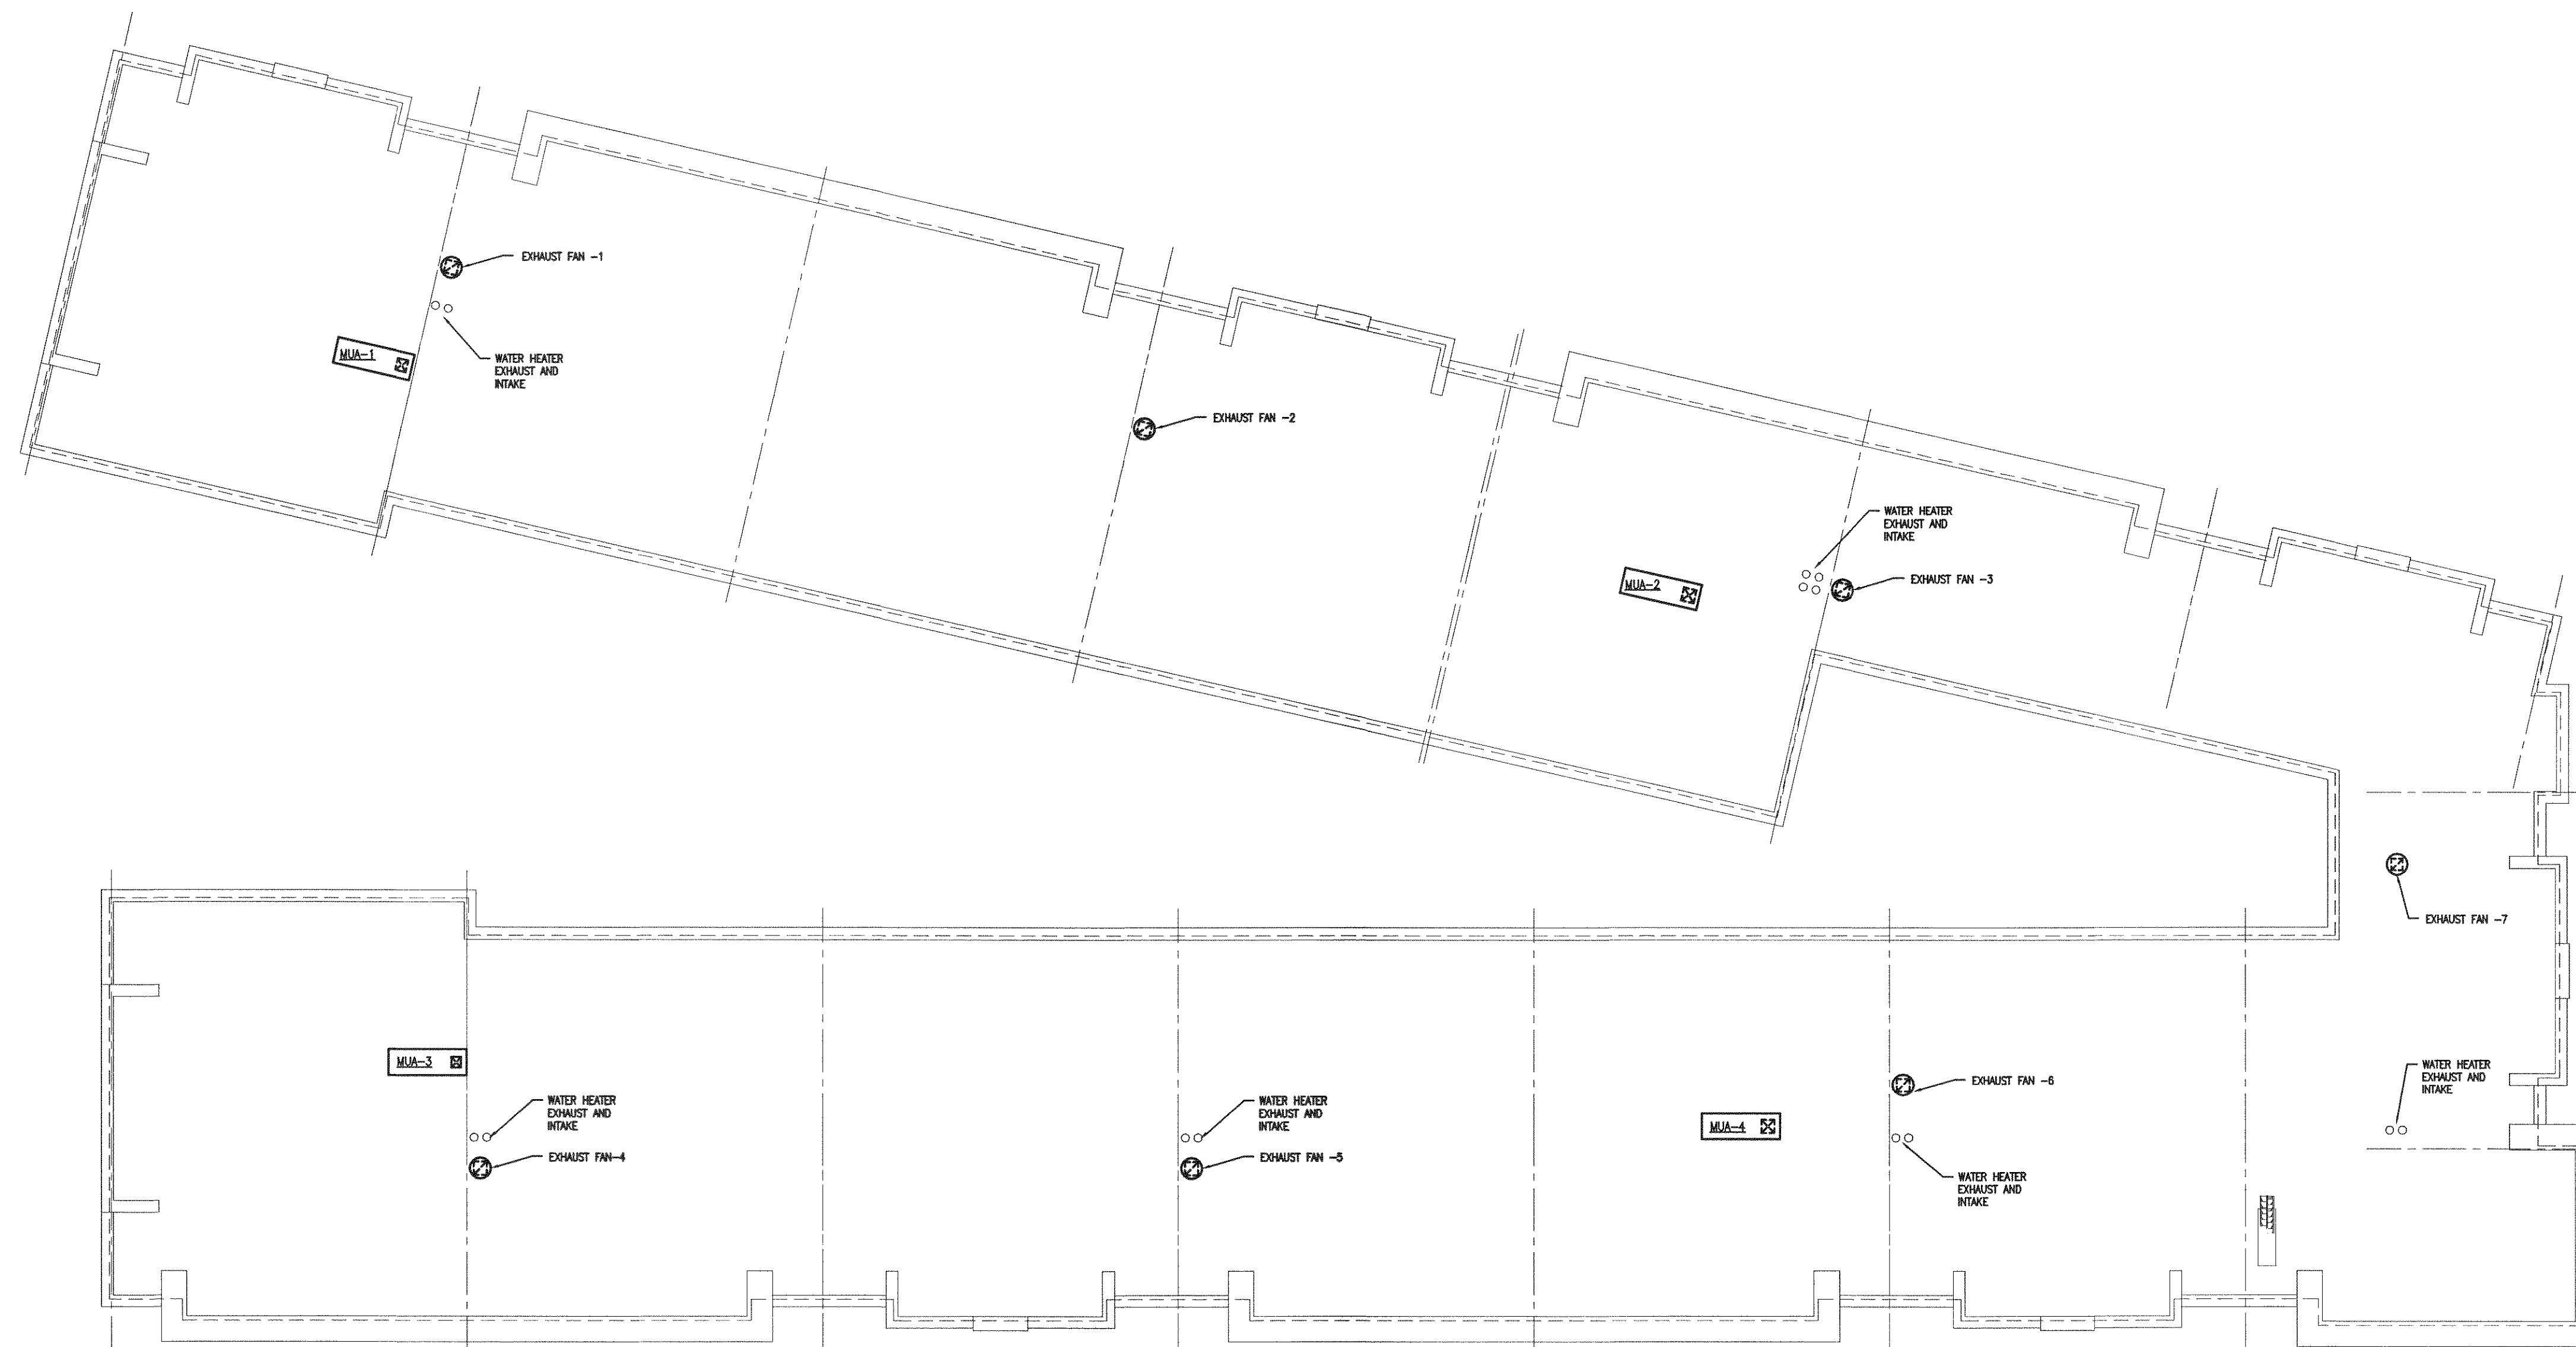 EXHAUST FAN -1
MUA-1
WATER HEATER
EXHAUST AND
INTAKE
EXHAUST FAN -2
WATER HEATER
EXHAUST AND
INTAKE
MUA-2
EXHAUST FAN -3
EXHAUST FAN -7
MUA-3
WATER HEATER
EXHAUST AND
INTAKE
EXHAUST FAN-4
WATER HEATER
EXHAUST AND
INTAKE
EXHAUST FAN -5
EXHAUST FAN -6
MUA-4
WATER HEATER
EXHAUST AND
INTAKE
WATER HEATER
EXHAUST AND
INTAKE